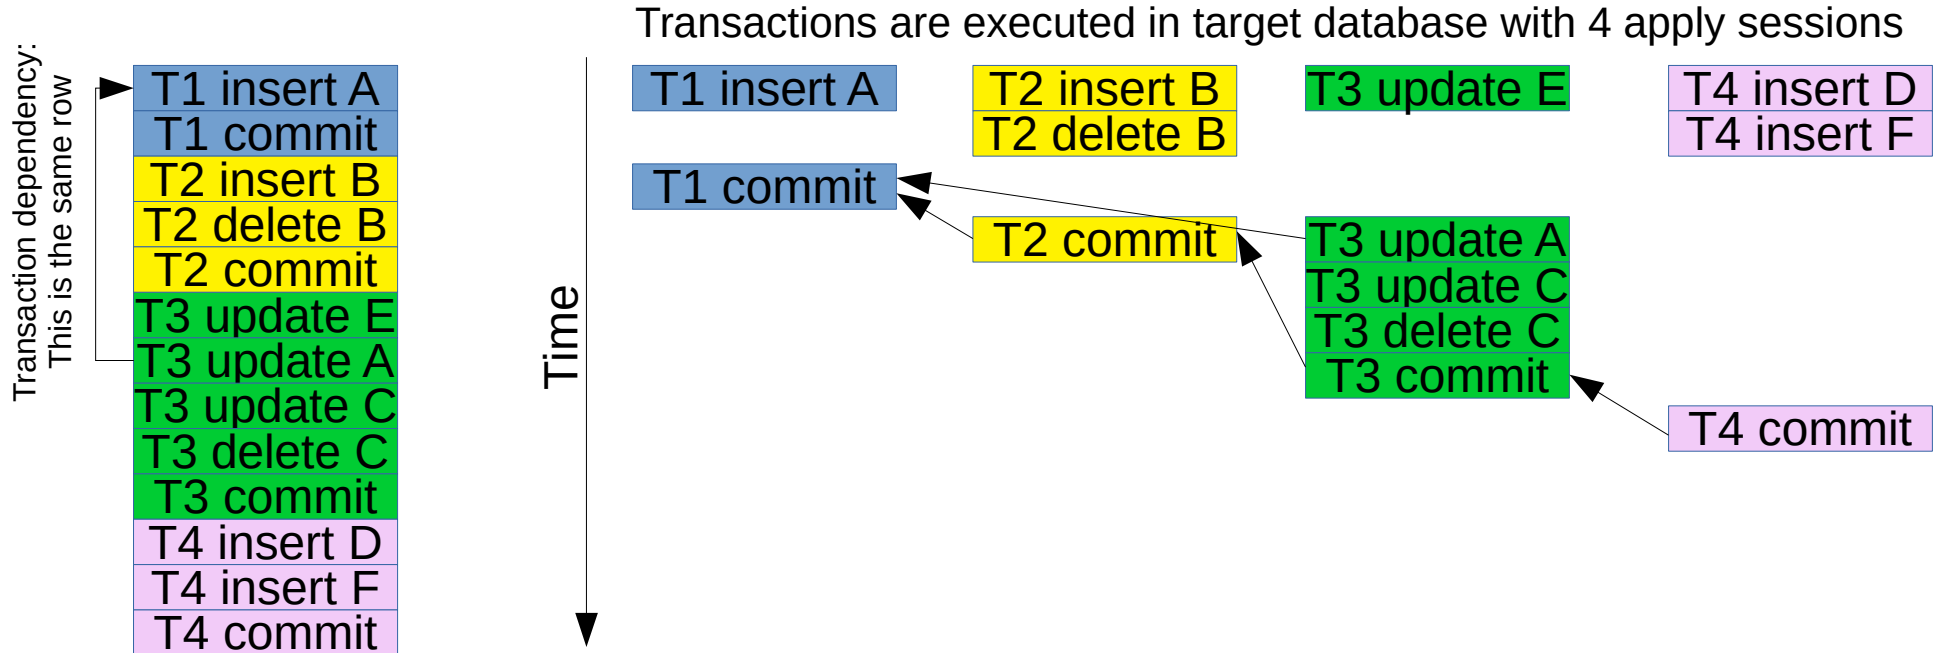 Transactions are executed in target database with 4 apply sessions
Transaction dependency:
This is the same row
T1 insert A
T1 commit
T2 insert B
T2 delete B
T2 commit
T3 update E
T3 update A
T3 update C
T3 delete C
T3 commit
T4 insert D
T4 insert F
T4 commit
Time
T1 insert A
T1 commit
T2 insert B
T2 delete B
T2 commit
T3 update E
T3 update A
T3 update C
T3 delete C
T3 commit
T4 insert D
T4 insert F
T4 commit